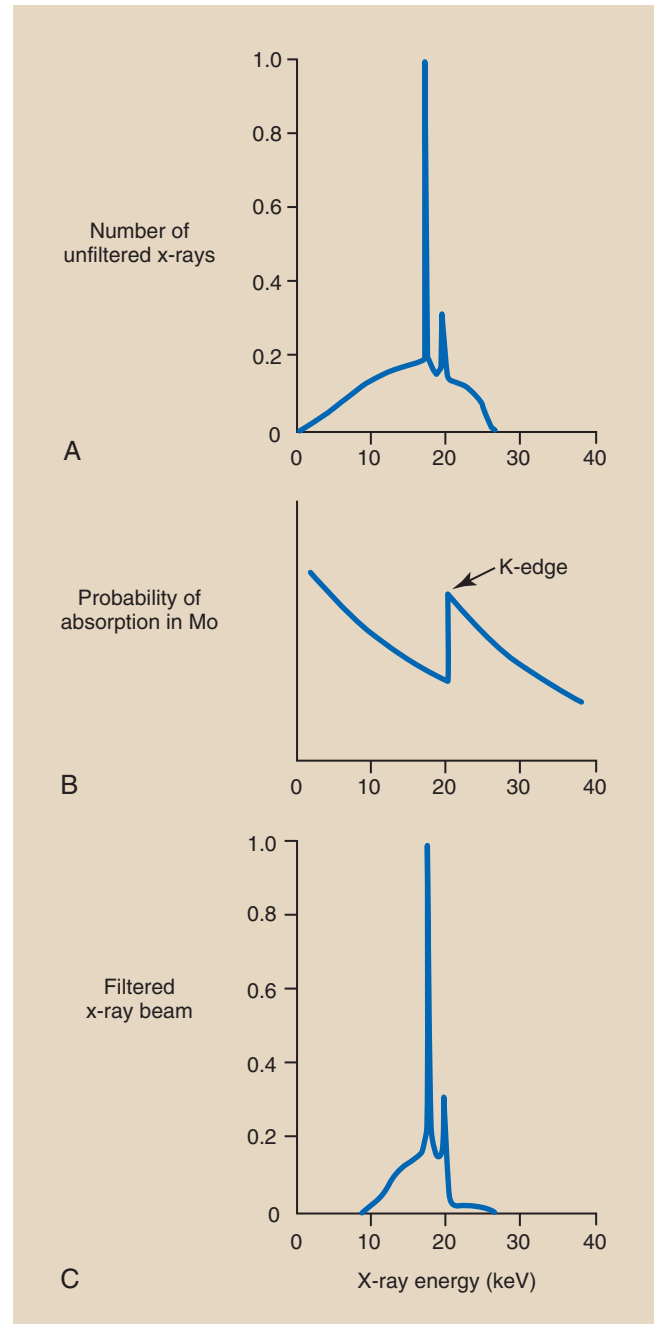 1.0
0.8
0.6
0.4
0.2
0
Number of
unfiltered x-rays
A
0 10 20 30 40
K-edge
Probability of
absorption in Mo
B
0 10 20 30 40
1.0
0.8
0.6
0.4
0.2
0
Filtered
x-ray beam
0 10 20 30 40
C
X-ray energy (keV)